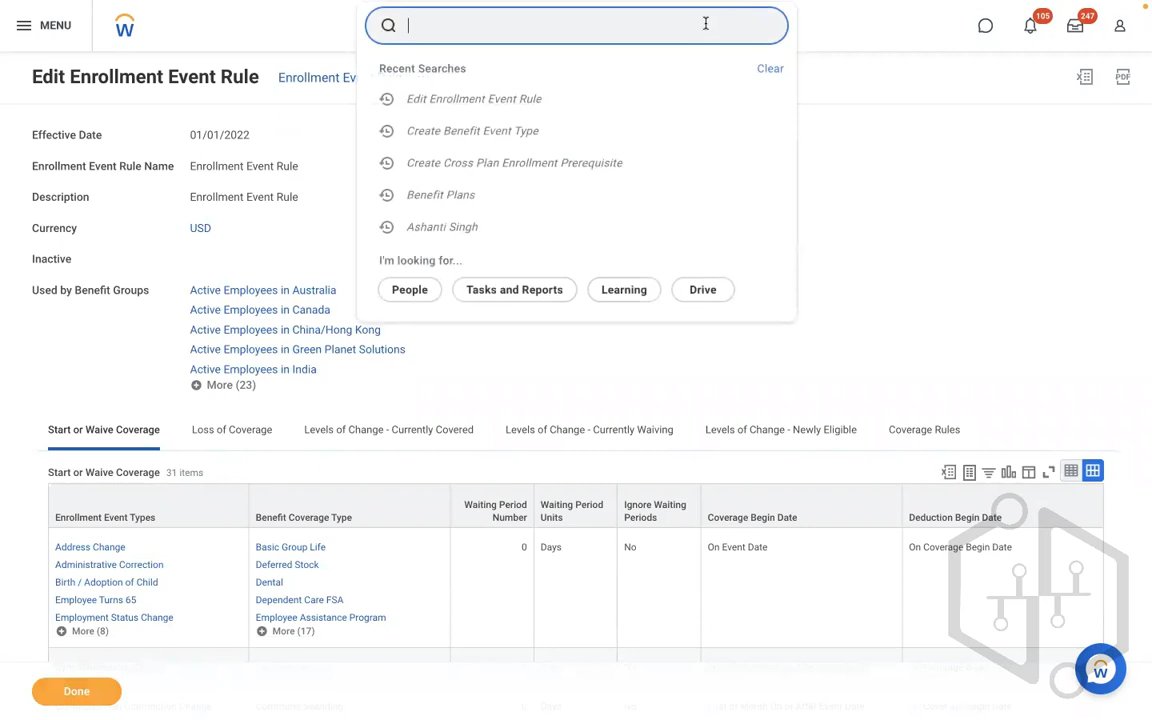 MENU
105
247
Edit Enrollment Event Rule
Enrollment Ev
PDF
Recent Searches
Clear
Edit Enrollment Event Rule
Create Benefit Event Type
Create Cross Plan Enrollment Prerequisite
Benefit Plans
Ashanti Singh
I'm looking for...
People
Tasks and Reports
Learning
Drive
Effective Date 01/01/2022
Enrollment Event Rule Name Enrollment Event Rule
Description Enrollment Event Rule
Currency USD
Inactive
Used by Benefit Groups Active Employees in Australia
Active Employees in Canada
Active Employees in China/Hong Kong
Active Employees in Green Planet Solutions
Active Employees in India
More (23)
Start or Waive Coverage Loss of Coverage Levels of Change - Currently Covered Levels of Change - Currently Waiving Levels of Change - Newly Eligible Coverage Rules
Start or Waive Coverage 31 items
Enrollment Event Types
Benefit Coverage Type
Waiting Period
Number
Waiting Period
Units
Ignore Waiting
Periods
Coverage Begin Date
Deduction Begin Date
Address Change
Administrative Correction
Birth / Adoption of Child
Employee Turns 65
Employment Status Change
More (8)
Basic Group Life
Deferred Stock
Dental
Dependent Care FSA
Employee Assistance Program
More (17)
0
Days
No
On Event Date
On Coverage Begin Date
Done